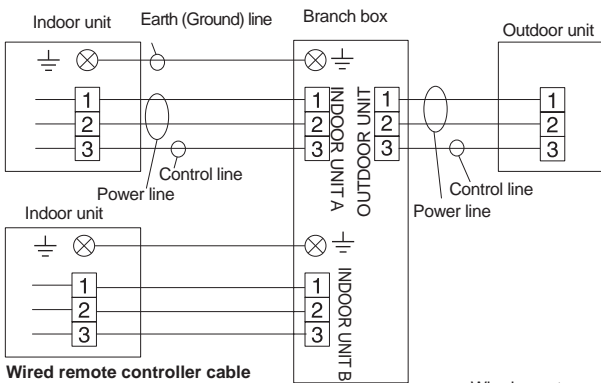 Indoor unit
Earth (Ground) line
Branch box
Outdoor unit
1
2
3
1
2
3
INDOOR UNIT A
OUTDOOR UNIT
1
2
3
1
2
3
Control line
Power line
Control line
Power line
Indoor unit
1
2
3
1
2
3
INDOOR UNIT B
Wired remote controller cable